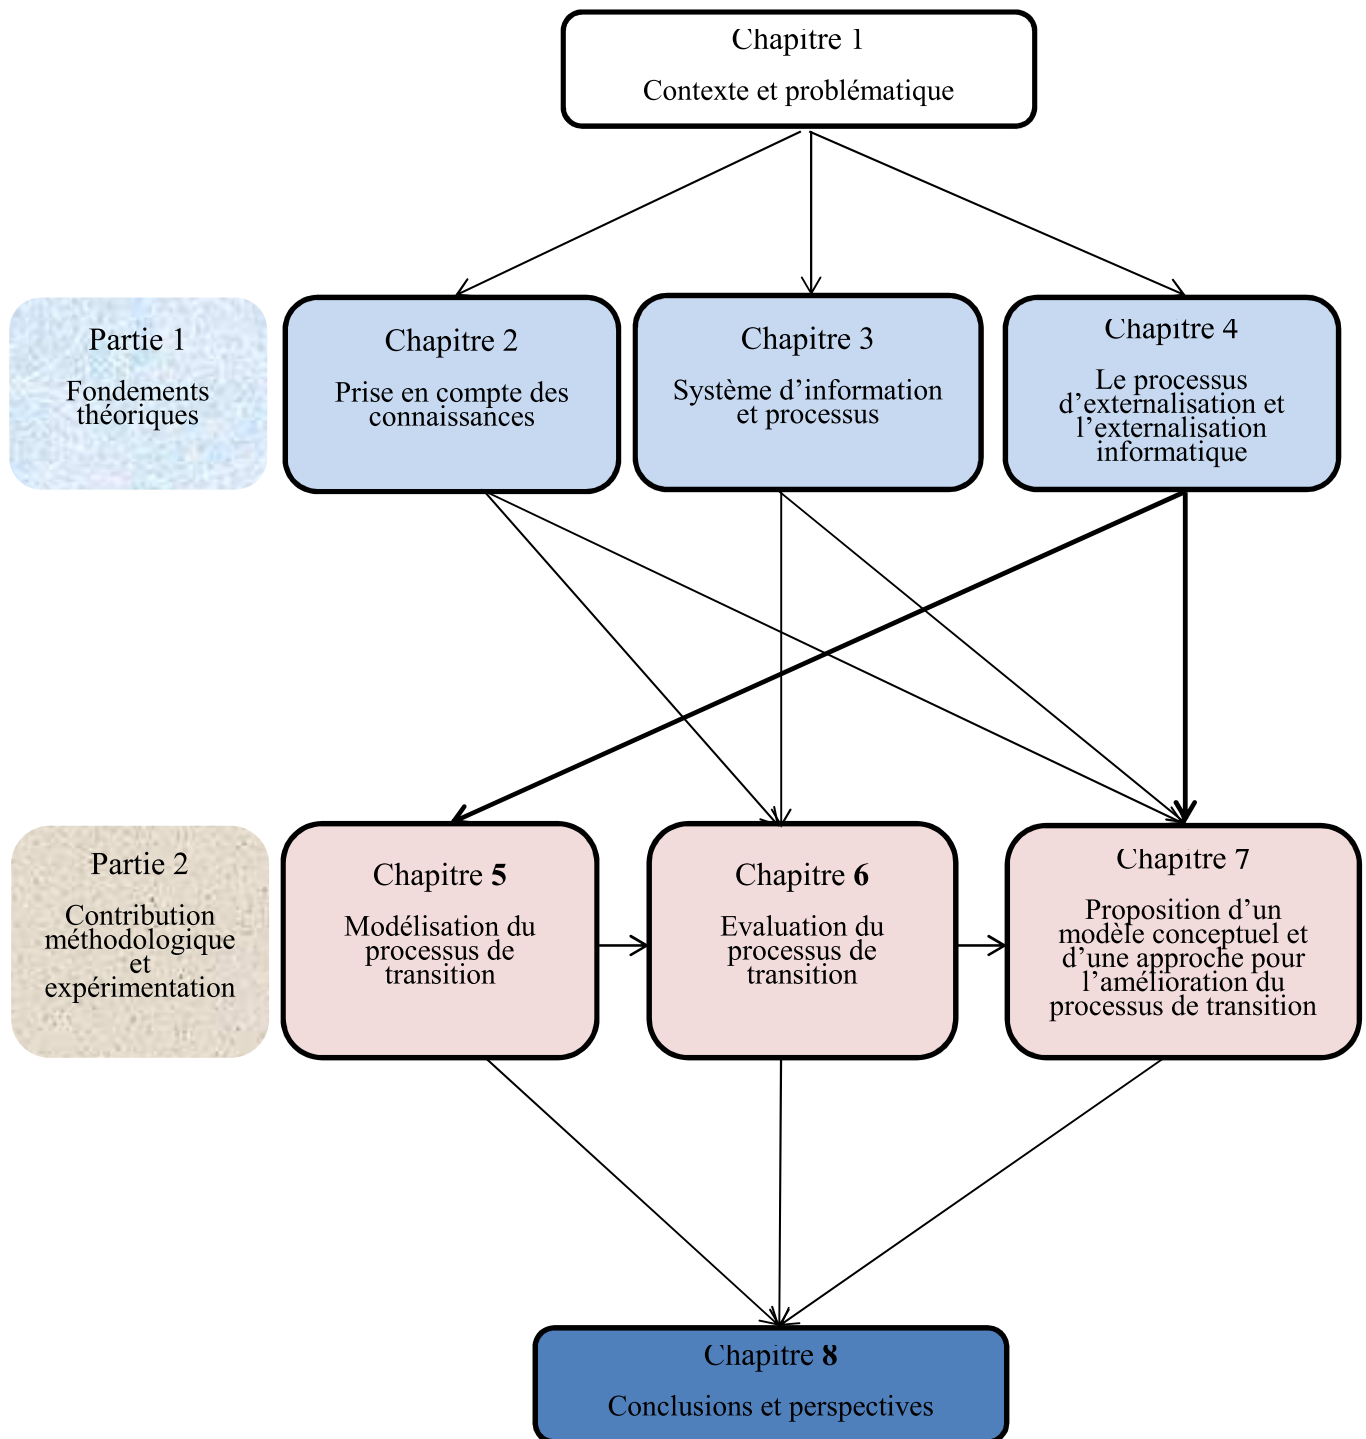 Chapitre 1
Contexte et problématique
Partie 1
Fondements
théoriques
Chapitre 2
Prise en compte des
connaissances
Chapitre 3
Système d’information
et processus
Chapitre 4
Le processus
d’externalisation et
l’externalisation
informatique
Partie 2
Contribution
méthodologique
et
expérimentation
Chapitre 5
Modélisation du
processus de
transition
Chapitre 6
Evaluation du
processus de
transition
Chapitre 7
Proposition d’un
modèle conceptuel et
d’une approche pour
l’amélioration du
processus de transition
Chapitre 8
Conclusions et perspectives